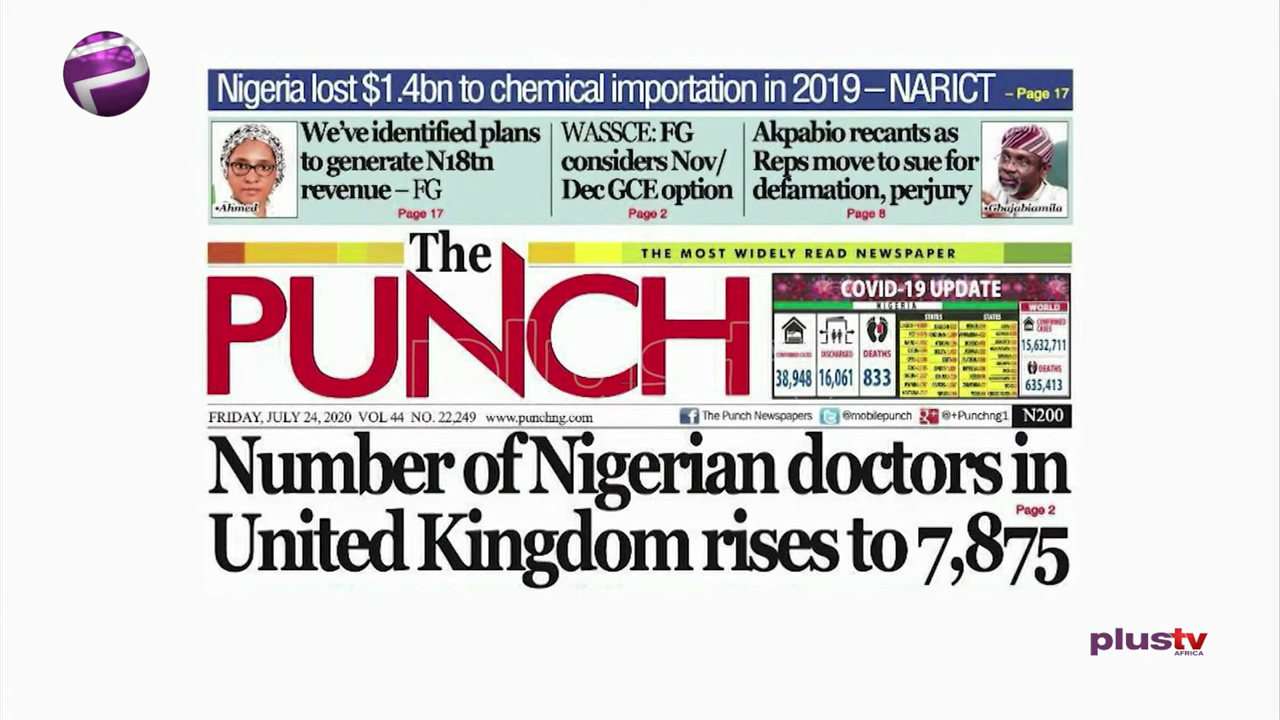 Nigeria lost $1.4bn to chemical importation in 2019 – NARICT – Page 17
We've identified plans
to generate N18tn
revenue – FG
Page 17
•Ahmed
WASSCE: FG
considers Nov/
Dec GCE option
Page 2
Akpabio recants as
Reps move to sue for
defamation, perjury
Page 8
•Gbajabiamila
The
PUNCH
THE MOST WIDELY READ NEWSPAPER
COVID-19 UPDATE
NIGERIA
CONFIRMED CASES
38,948
DISCHARGED
16,061
DEATHS
833
STATES
STATES
WORLD
CONFIRMED
CASES
15,632,711
DEATHS
635,413
FRIDAY, JULY 24, 2020 VOL 44 NO. 22,249 www.punchng.com
The Punch Newspapers @mobilepunch @+Punchng1 N200
Number of Nigerian doctors in
Page 2
United Kingdom rises to 7,875
plustv
AFRICA